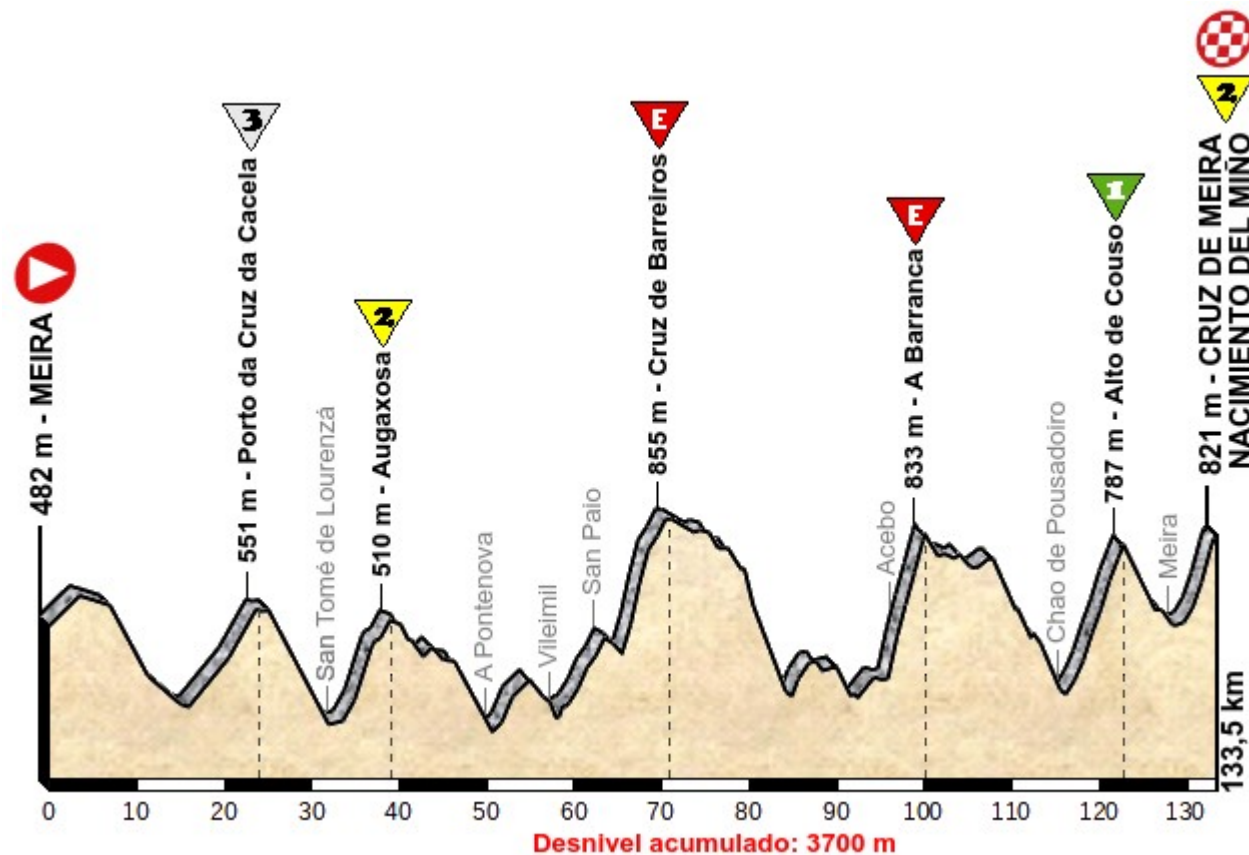 482 m - MEIRA
3
551 m - Porto da Cruz da Cacela
San Tomé de Lourenzá
2
510 m - Augaxosa
A Pontenova
Vileimil
San Paio
E
855 m - Cruz de Barreiros
Acebo
E
833 m - A Barranca
Chao de Pousadoiro
1
787 m - Alto de Couso
Meira
2
821 m - CRUZ DE MEIRA
NACIMIENTO DEL MIÑO
133,5 km
0 10 20 30 40 50 60 70 80 90 100 110 120 130
Desnivel acumulado: 3700 m